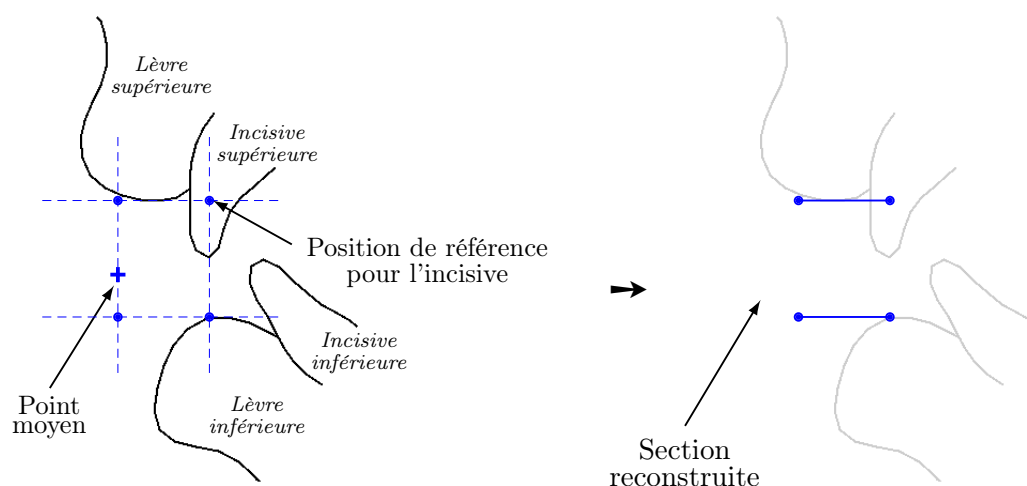 Lèvre
supérieure
Incisive
supérieure
Position de référence
pour l'incisive
Incisive
inférieure
Point
moyen
Lèvre
inférieure
Section
reconstruite